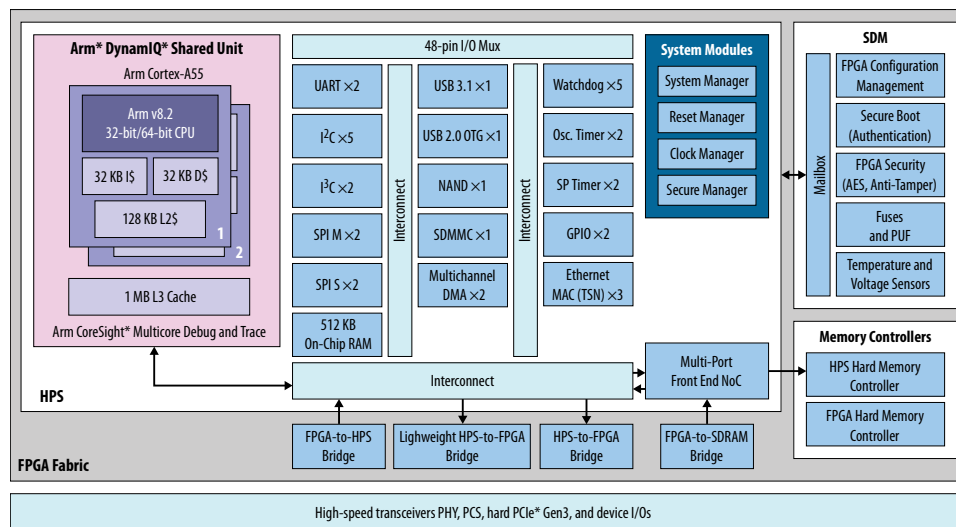 Arm* DynamIQ* Shared Unit
Arm Cortex-A55
Arm v8.2
32-bit/64-bit CPU
32 KB I$
32 KB D$
128 KB L2$
1
2
1 MB L3 Cache
Arm CoreSight* Multicore Debug and Trace
HPS
48-pin I/O Mux
UART ×2
I²C ×5
I³C ×2
SPI M ×2
SPI S ×2
512 KB
On-Chip RAM
Interconnect
USB 3.1 ×1
USB 2.0 OTG ×1
NAND ×1
SDMMC ×1
Multichannel
DMA ×2
Interconnect
Watchdog ×5
Osc. Timer ×2
SP Timer ×2
GPIO ×2
Ethernet
MAC (TSN) ×3
System Modules
System Manager
Reset Manager
Clock Manager
Secure Manager
Interconnect
Multi-Port
Front End NoC
FPGA-to-HPS
Bridge
Lighweight HPS-to-FPGA
Bridge
HPS-to-FPGA
Bridge
FPGA-to-SDRAM
Bridge
FPGA Fabric
SDM
Mailbox
FPGA Configuration
Management
Secure Boot
(Authentication)
FPGA Security
(AES, Anti-Tamper)
Fuses
and PUF
Temperature and
Voltage Sensors
Memory Controllers
HPS Hard Memory
Controller
FPGA Hard Memory
Controller
High-speed transceivers PHY, PCS, hard PCIe* Gen3, and device I/Os